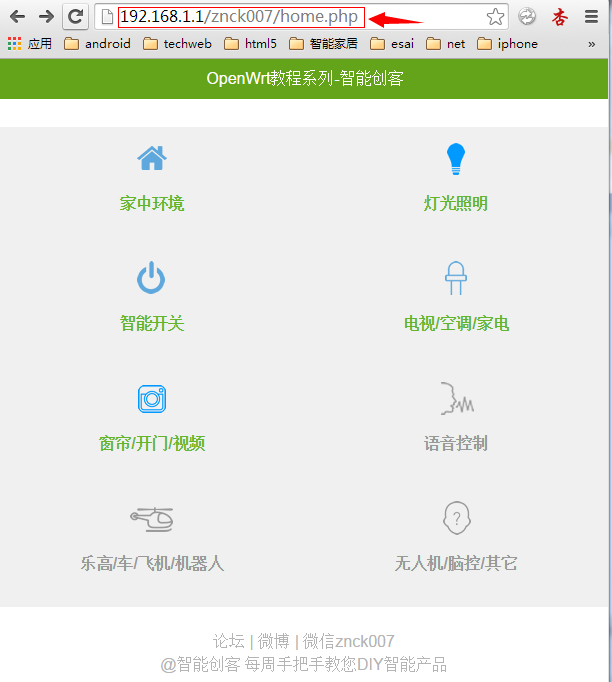 192.168.1.1/znck007/home.php
应用 android techweb html5 智能家居 esai net iphone »
OpenWrt教程系列-智能创客
家中环境 灯光照明
智能开关 电视/空调/家电
窗帘/开门/视频 语音控制
乐高/车/飞机/机器人 无人机/脑控/其它
论坛 | 微博 | 微信znck007
@智能创客 每周手把手教您DIY智能产品